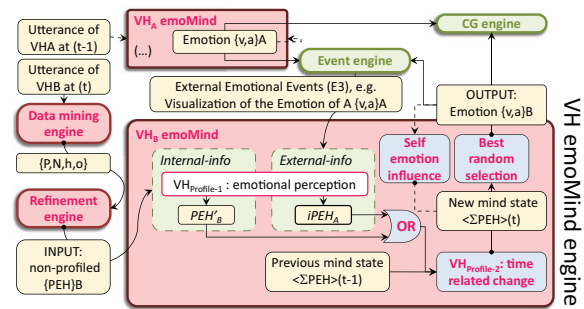 Utterance of
VHA at (t-1)
VHA emoMind
(...)
Emotion {v,a}A
CG engine
Event engine
Utterance of
VHB at (t)
Data mining
engine
{P,N,h,o}
Refinement
engine
INPUT:
non-profiled
{PEH}B
External Emotional Events (E3), e.g.
Visualization of the Emotion of A {v,a}A
OUTPUT:
Emotion {v,a}B
VHB emoMind
Internal-info
External-info
VHProfile-1 : emotional perception
PEH'B
iPEHA
OR
Self
emotion
influence
Best
random
selection
New mind state
<ΣPEH>(t)
Previous mind state
<ΣPEH>(t-1)
VHProfile-2: time
related change
VH emoMind engine